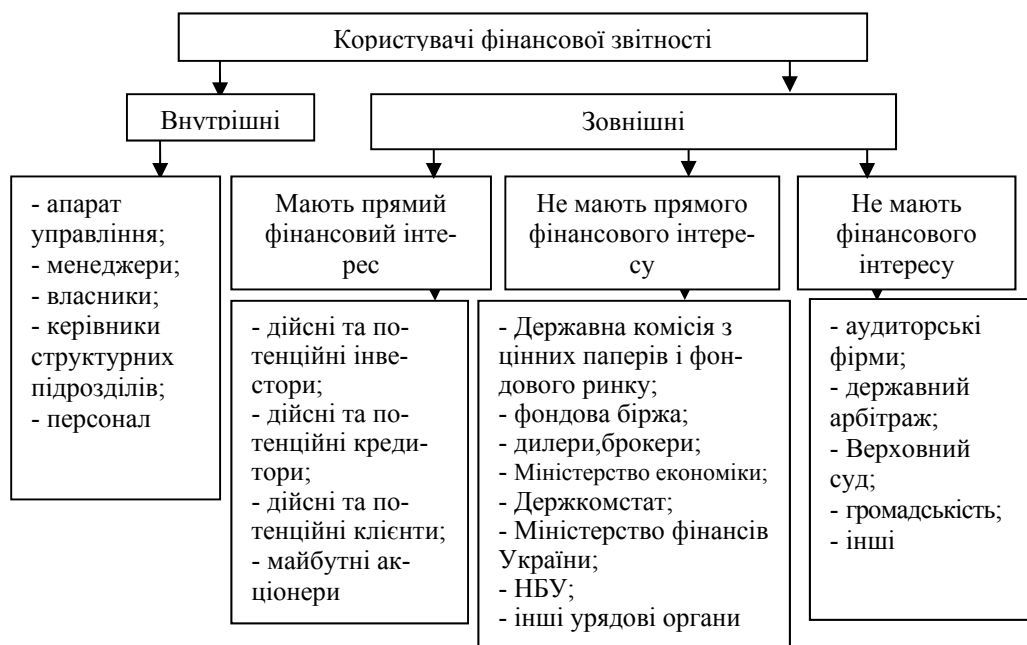 Користувачі фінансової звітності
Внутрішні
Зовнішні
- апарат
управління;
- менеджери;
- власники;
- керівники
структурних
підрозділів;
- персонал
Мають прямий
фінансовий інте-
рес
- дійсні та по-
тенційні інве-
стори;
- дійсні та по-
тенційні креди-
тори;
- дійсні та по-
тенційні клієнти;
- майбутні ак-
ціонери
Не мають прямого
фінансового інтере-
су
- Державна комісія з
цінних паперів і фон-
дового ринку;
- фондова біржа;
- дилери,брокери;
- Міністерство економіки;
- Держкомстат;
- Міністерство фінансів
України;
- НБУ;
- інші урядові органи
Не мають
фінансового
інтересу
- аудиторські
фірми;
- державний
арбітраж;
- Верховний
суд;
- громадськість;
- інші